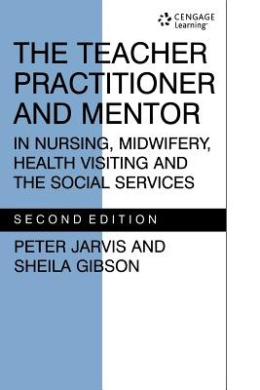 CENGAGE
Learning™
THE TEACHER
PRACTITIONER
AND MENTOR
IN NURSING, MIDWIFERY,
HEALTH VISITING AND
THE SOCIAL SERVICES
SECOND EDITION
PETER JARVIS AND
SHEILA GIBSON